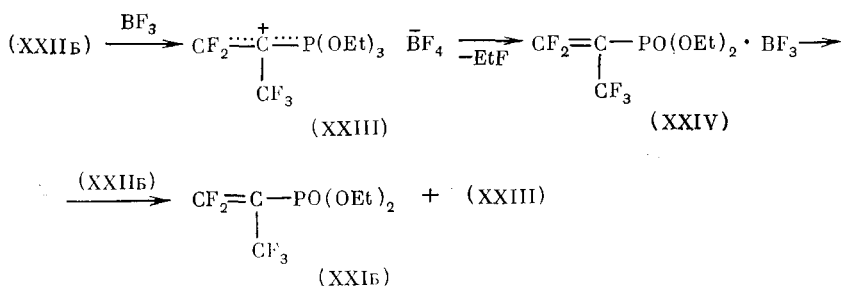 (XXIIБ) BF₃ CF₂=C=P(OEt)₃ B̄F₄ −EtF CF₂=C−PO(OEt)₂ · BF₃ →
+
CF₃ CF₃
(XXIII) (XXIV)
(XXIIБ) CF₂=C−PO(OEt)₂ + (XXIII)
CF₃
(XXIБ)